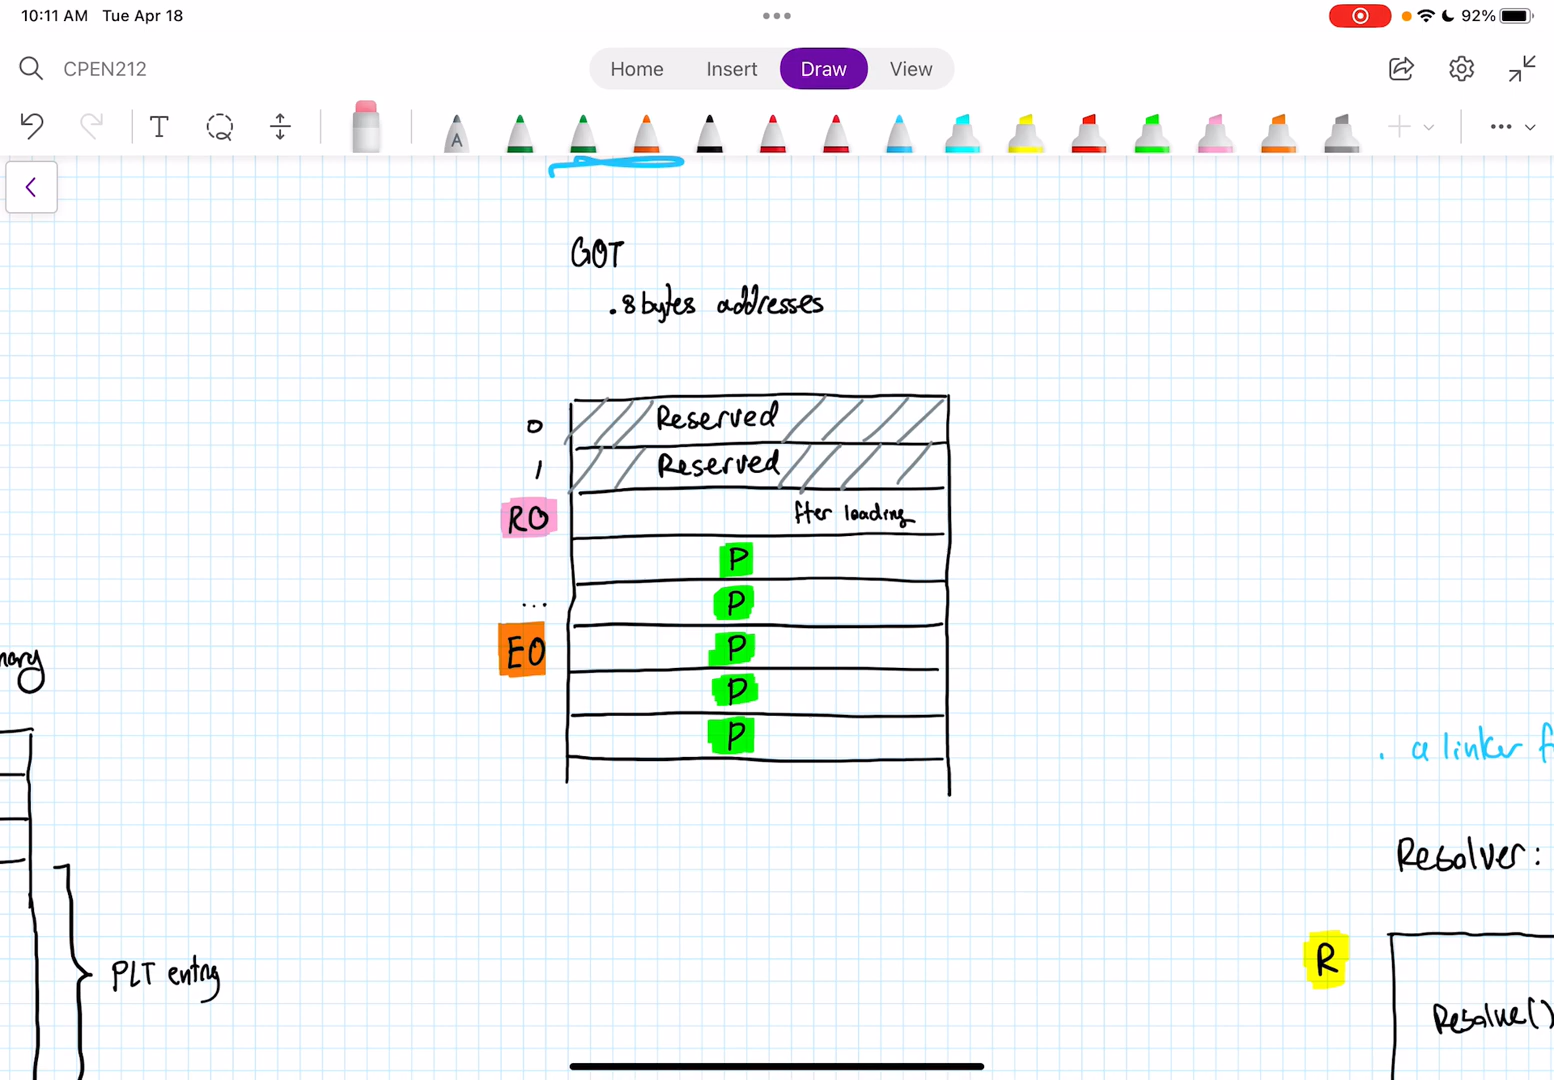 10:11 AM Tue Apr 18
92%
CPEN212
Home Insert Draw View
T
A
GOT
. 8 bytes addresses
0 Reserved
1 Reserved
RO fter loading
P
... P
EO P
P
P
nary
. a linker f
Resolver:
R
PLT entry
Resolve()